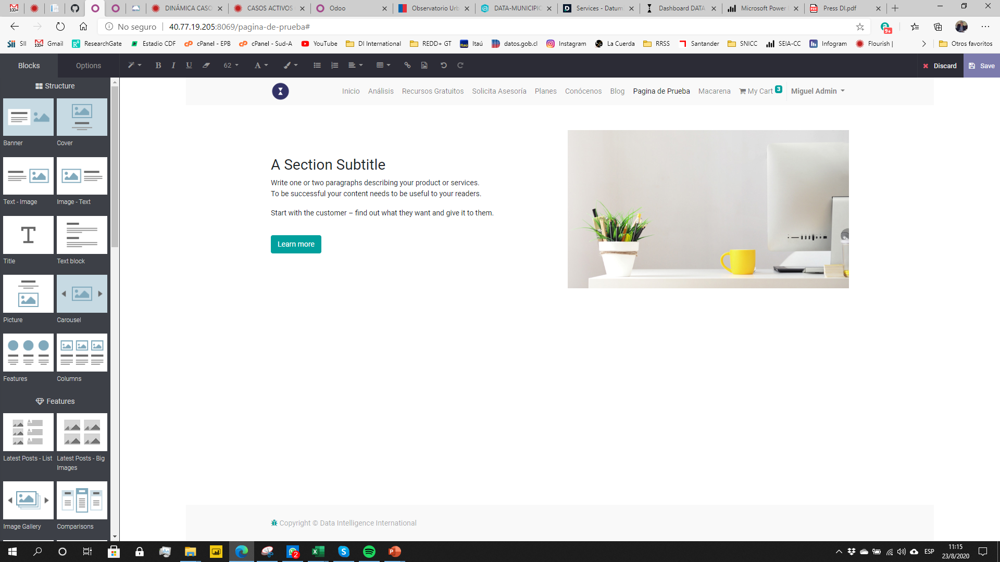 DINÁMICA CASO
CASOS ACTIVOS
Odoo
Observatorio Urb
DATA-MUNICIPIO
Services - Datum
Dashboard DATA
Microsoft Power
Press DI.pdf
No seguro
40.77.19.205:8069/pagina-de-prueba#
9+
SII
Gmail
ResearchGate
Estadio CDF
cPanel - EPB
cPanel - Sud-A
YouTube
DI International
REDD+ GT
Itaú
datos.gob.cl
Instagram
La Cuerda
RRSS
Santander
SNICC
SEIA-CC
Infogram
Flourish |
Otros favoritos
Blocks
Options
62
Discard
Save
Structure
Banner
Cover
Text - Image
Image - Text
Title
Text block
Picture
Carousel
Features
Columns
Features
Latest Posts - List
Latest Posts - Big
Images
Image Gallery
Comparisons
Inicio
Análisis
Recursos Gratuitos
Solicita Asesoría
Planes
Conócenos
Blog
Pagina de Prueba
Macarena
My Cart 3
Miguel Admin
A Section Subtitle
Write one or two paragraphs describing your product or services.
To be successful your content needs to be useful to your readers.
Start with the customer – find out what they want and give it to them.
Learn more
Copyright © Data Intelligence International
2
ESP
11:15
23/8/2020